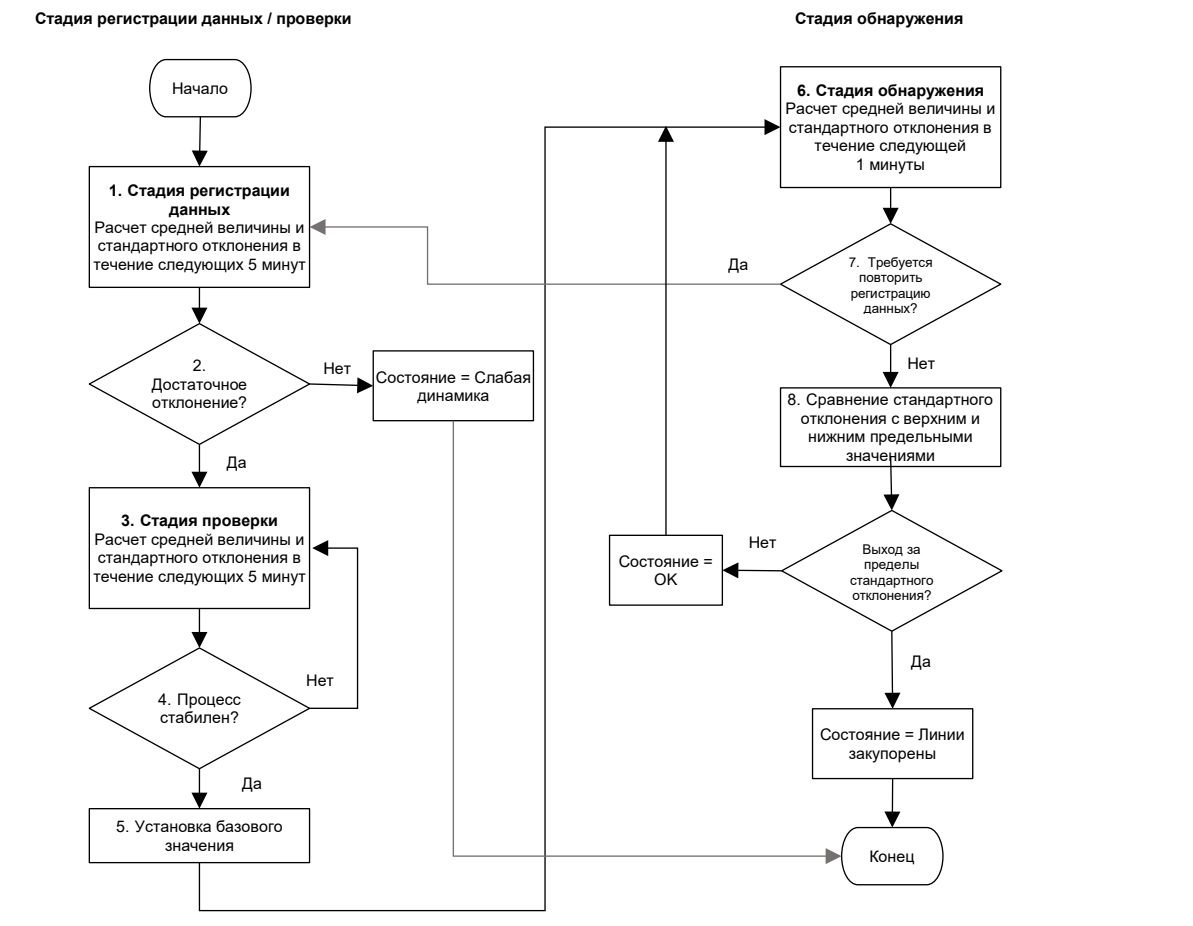 Стадия регистрации данных / проверки
Стадия обнаружения
Начало
1. Стадия регистрации
данных
Расчет средней величины и
стандартного отклонения в
течение следующих 5 минут
2.
Достаточное
отклонение?
Нет
Состояние = Слабая
динамика
Да
3. Стадия проверки
Расчет средней величины и
стандартного отклонения в
течение следующих 5 минут
4. Процесс
стабилен?
Нет
Да
5. Установка базового
значения
6. Стадия обнаружения
Расчет средней величины и
стандартного отклонения в
течение следующей
1 минуты
7. Требуется
повторить
регистрацию
данных?
Да
Нет
8. Сравнение стандартного
отклонения с верхним и
нижним предельными
значениями
Выход за
пределы
стандартного
отклонения?
Нет
Состояние =
OK
Да
Состояние = Линии
закупорены
Конец